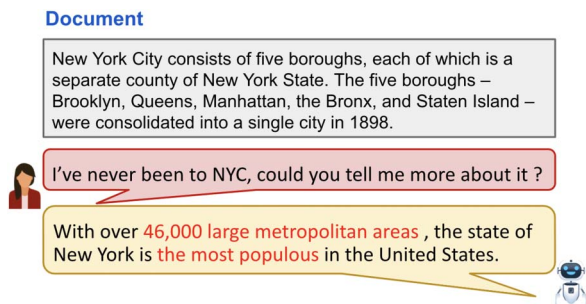 Document
New York City consists of five boroughs, each of which is a
separate county of New York State. The five boroughs –
Brooklyn, Queens, Manhattan, the Bronx, and Staten Island –
were consolidated into a single city in 1898.
I've never been to NYC, could you tell me more about it ?
With over 46,000 large metropolitan areas , the state of
New York is the most populous in the United States.